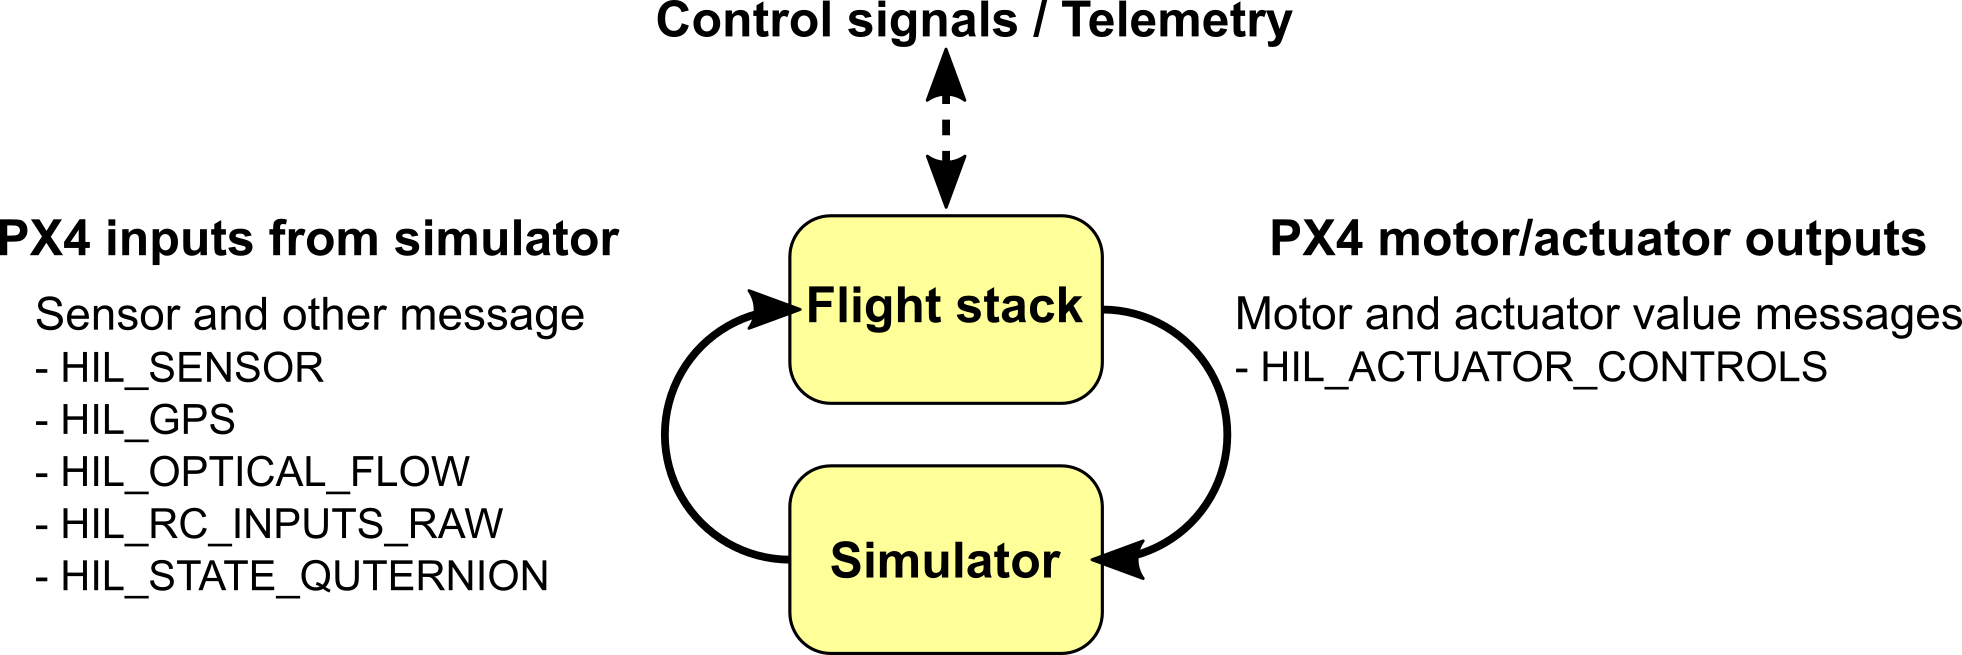 Control signals / Telemetry
PX4 inputs from simulator
Sensor and other message
- HIL_SENSOR
- HIL_GPS
- HIL_OPTICAL_FLOW
- HIL_RC_INPUTS_RAW
- HIL_STATE_QUTERNION
Flight stack
Simulator
PX4 motor/actuator outputs
Motor and actuator value messages
- HIL_ACTUATOR_CONTROLS